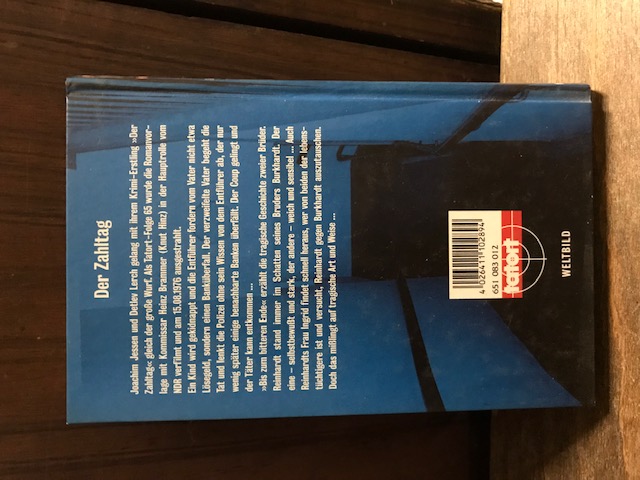 Der Zahltag
Joachim Jessen und Detlev Lerch gelang mit ihrem Krimi-Erstling »Der
Zahltag« gleich der große Wurf. Als Tatort-Folge 65 wurde die Romanvor-
lage mit Kommissar Heinz Brammer (Knut Hinz) in der Hauptrolle vom
NDR verfilmt und am 15.08.1976 ausgestrahlt.
Ein Kind wird gekidnappt und die Entführer fordern vom Vater nicht etwa
Lösegeld, sondern einen Banküberfall. Der verzweifelte Vater begeht die
Tat und lenkt die Polizei ohne sein Wissen von dem Entführer ab, der nur
wenig später einige benachbarte Banken überfällt. Der Coup gelingt und
der Täter kann entkommen ...
»Bis zum bitteren Ende« erzählt die tragische Geschichte zweier Brüder.
Reinhardt stand immer im Schatten seines Bruders Burkhardt. Der
eine – selbstbewußt und stark, der andere – weich und sensibel ... Auch
Reinhardts Frau Ingrid findet schnell heraus, wer von beiden der lebens-
tüchtigere ist und versucht, Reinhardt gegen Burkhardt auszutauschen.
Doch das mißlingt auf tragische Art und Weise ...
4 026411 102894
651 083 012
tatort
WELTBILD